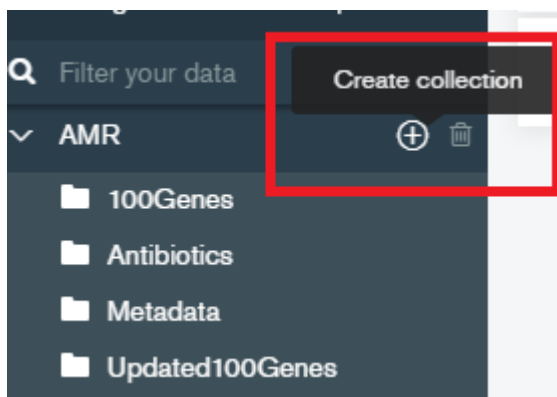 Filter your data
Create collection
AMR
100Genes
Antibiotics
Metadata
Updated100Genes